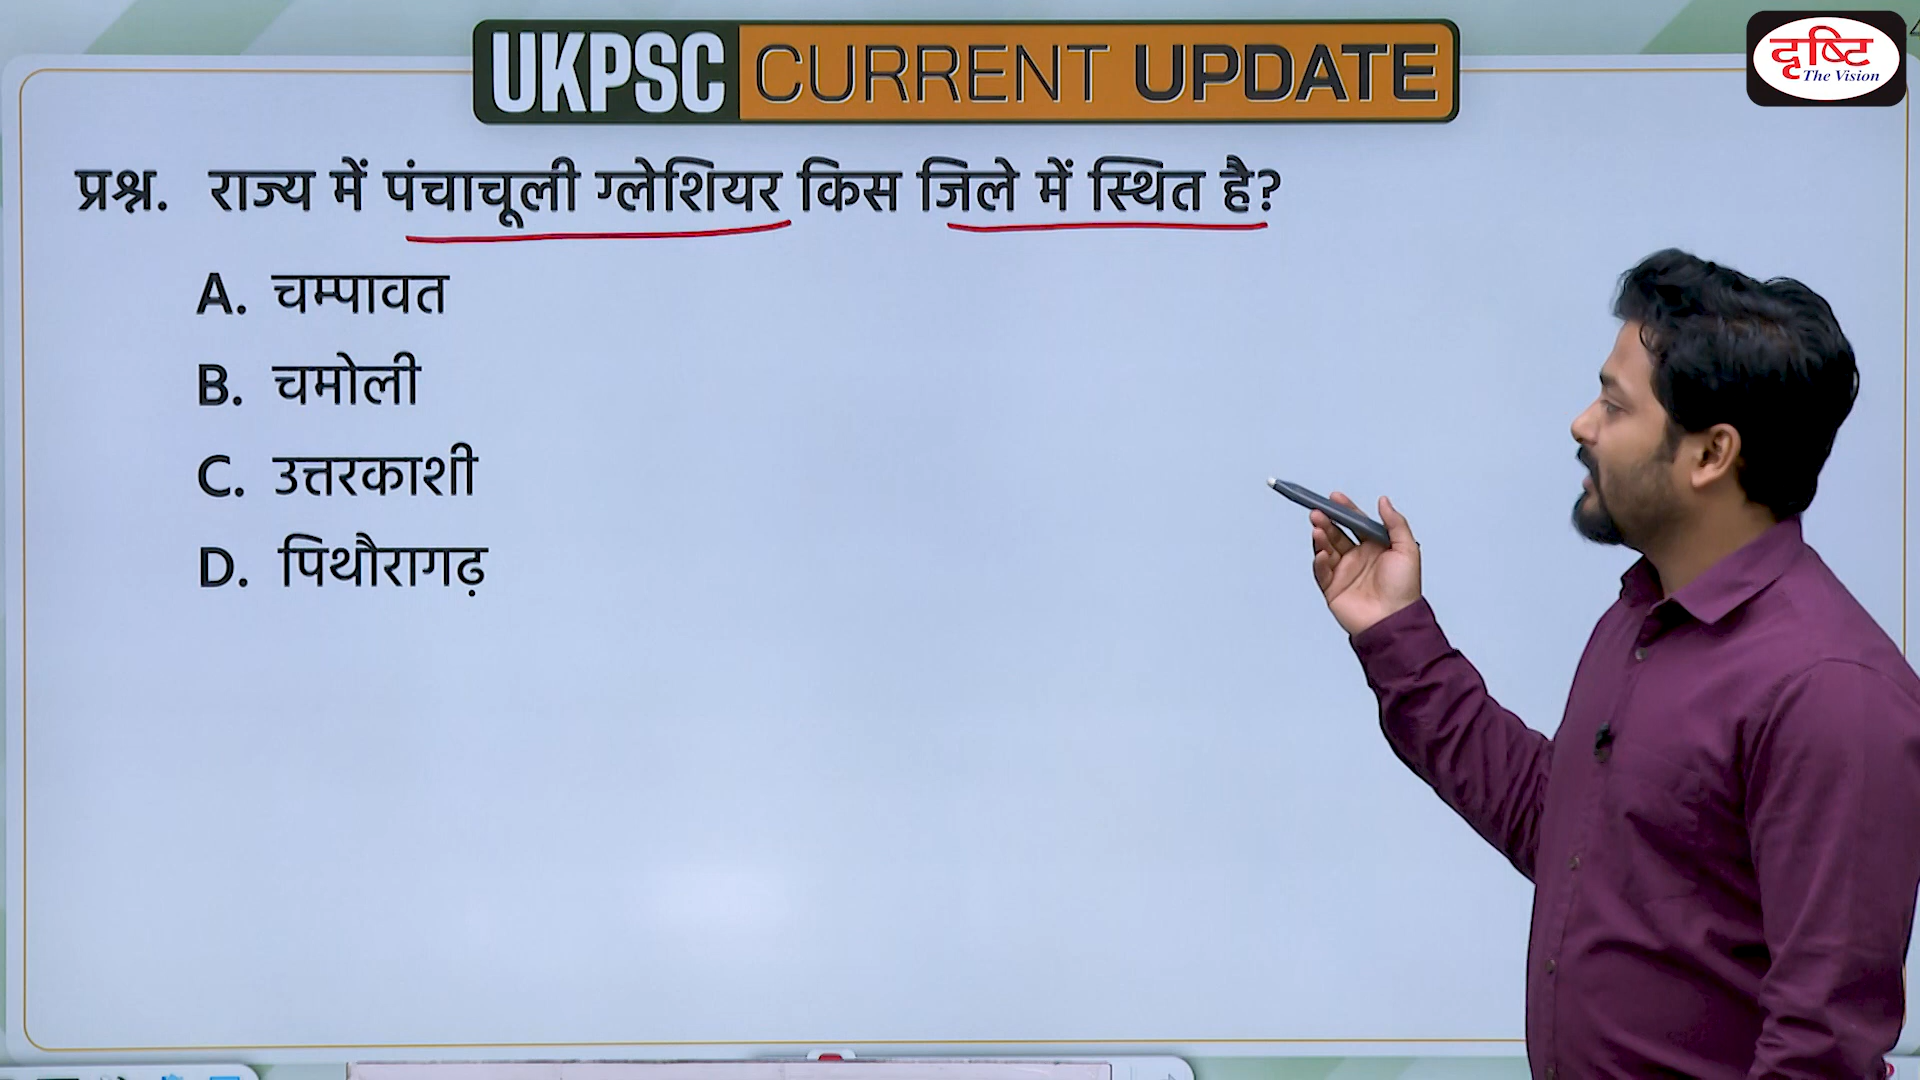 UKPSC CURRENT UPDATE
दृष्टि
The Vision
प्रश्न. राज्य में पंचाचूली ग्लेशियर किस जिले में स्थित है?
A. चम्पावत
B. चमोली
C. उत्तरकाशी
D. पिथौरागढ़